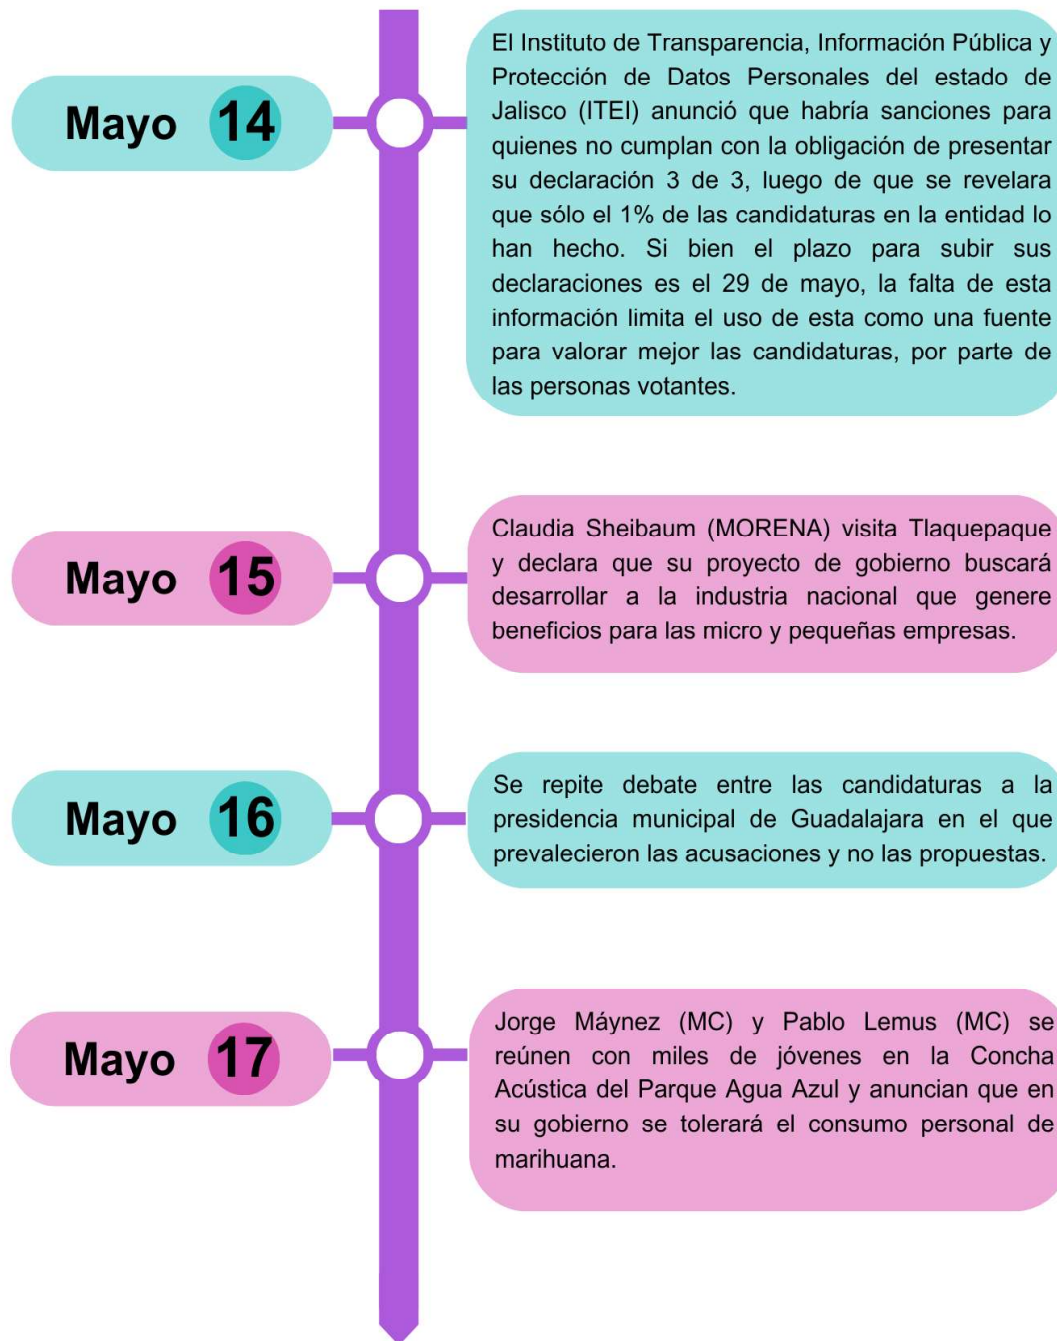 Mayo 14
El Instituto de Transparencia, Información Pública y
Protección de Datos Personales del estado de
Jalisco (ITEI) anunció que habría sanciones para
quienes no cumplan con la obligación de presentar
su declaración 3 de 3, luego de que se revelara
que sólo el 1% de las candidaturas en la entidad lo
han hecho. Si bien el plazo para subir sus
declaraciones es el 29 de mayo, la falta de esta
información limita el uso de esta como una fuente
para valorar mejor las candidaturas, por parte de
las personas votantes.
Mayo 15
Claudia Sheibaum (MORENA) visita Tlaquepaque
y declara que su proyecto de gobierno buscará
desarrollar a la industria nacional que genere
beneficios para las micro y pequeñas empresas.
Mayo 16
Se repite debate entre las candidaturas a la
presidencia municipal de Guadalajara en el que
prevalecieron las acusaciones y no las propuestas.
Mayo 17
Jorge Máynez (MC) y Pablo Lemus (MC) se
reúnen con miles de jóvenes en la Concha
Acústica del Parque Agua Azul y anuncian que en
su gobierno se tolerará el consumo personal de
marihuana.